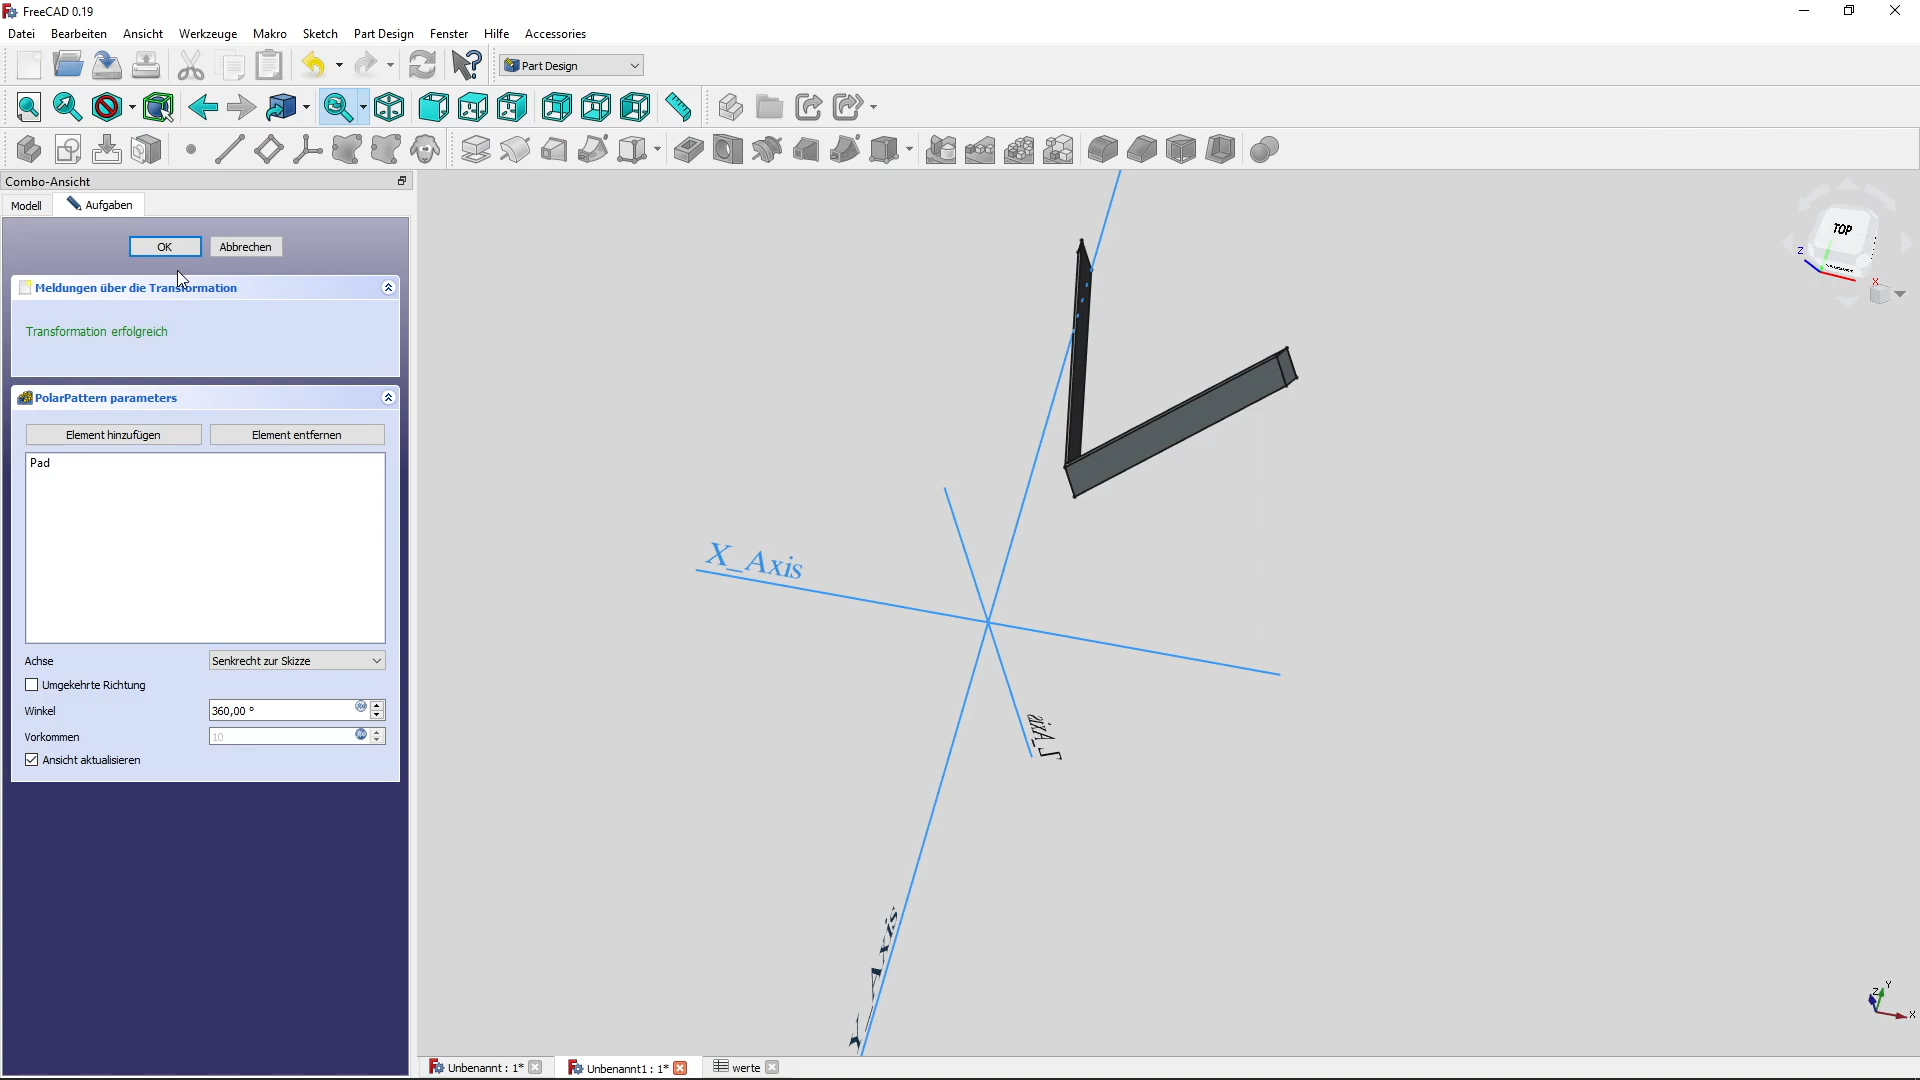 FreeCAD 0.19
Datei Bearbeiten Ansicht Werkzeuge Makro Sketch Part Design Fenster Hilfe Accessories
Part Design
Combo-Ansicht
Modell Aufgaben
OK Abbrechen
Meldungen über die Transformation
Transformation erfolgreich
PolarPattern parameters
Element hinzufügen Element entfernen
Pad
Achse Senkrecht zur Skizze
Umgekehrte Richtung
Winkel 360,00 °
Vorkommen 10
Ansicht aktualisieren
X_Axis
Z_Axis
TOP
Z
X
Y
Z
X
Unbenannt : 1* Unbenannt1 : 1* werte